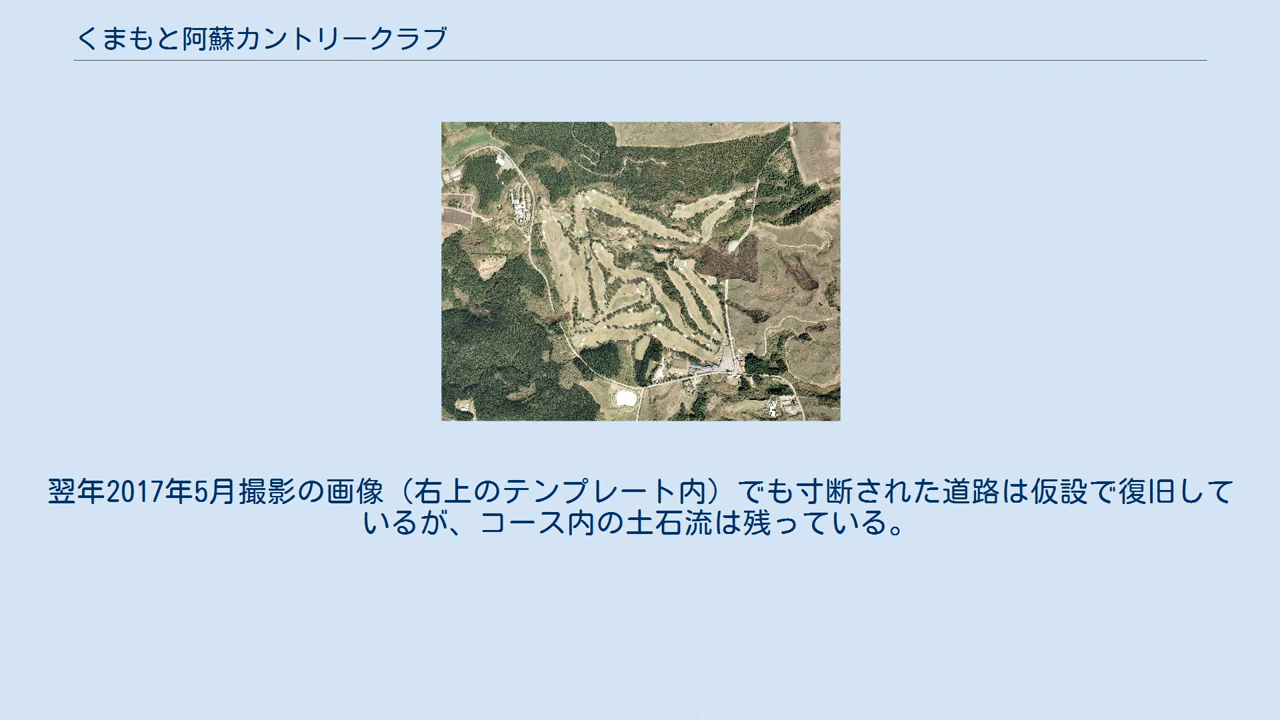 くまもと阿蘇カントリークラブ
翌年2017年5月撮影の画像（右上のテンプレート内）でも寸断された道路は仮設で復旧して
いるが、コース内の土石流は残っている。